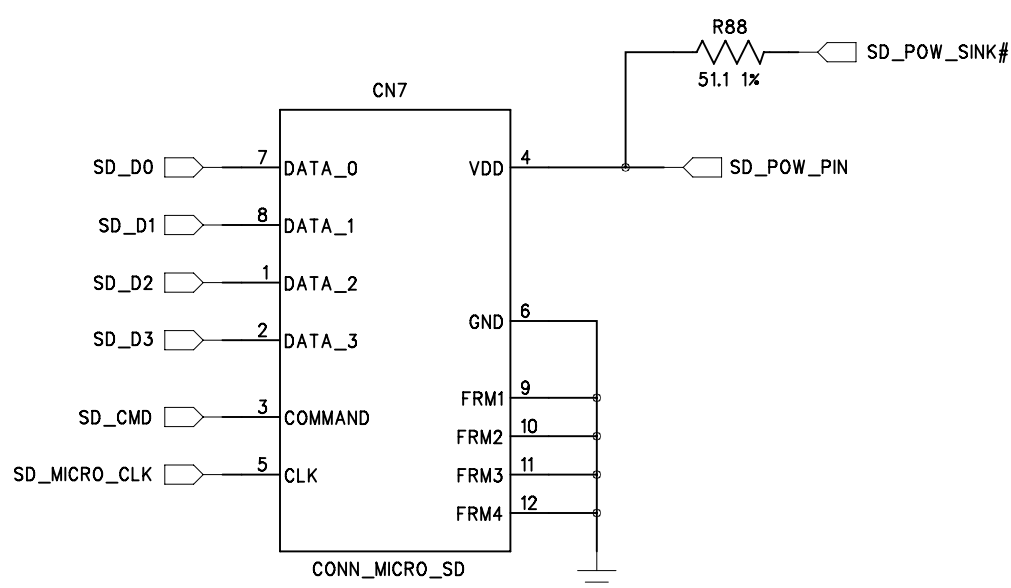 R88
SD_POW_SINK#
51.1 1%
CN7
SD_D0 7 DATA_0 VDD 4 SD_POW_PIN
SD_D1 8 DATA_1
SD_D2 1 DATA_2
SD_D3 2 DATA_3 GND 6
SD_CMD 3 COMMAND FRM1 9
FRM2 10
SD_MICRO_CLK 5 CLK FRM3 11
FRM4 12
CONN_MICRO_SD